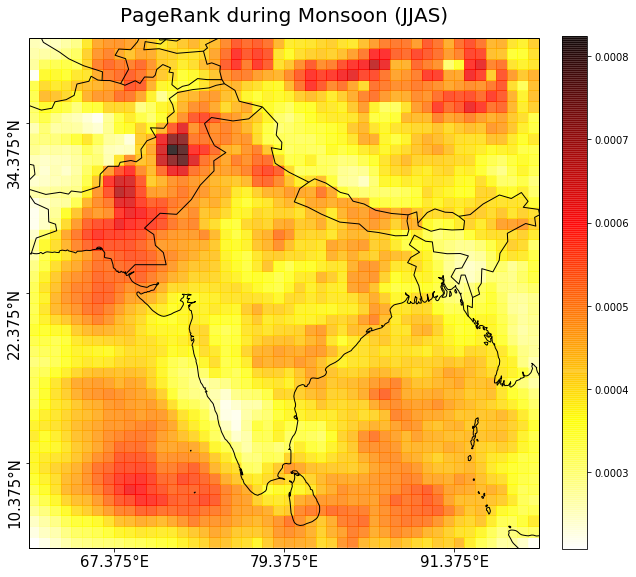 PageRank during Monsoon (JJAS)
34.375°N
22.375°N
10.375°N
67.375°E
79.375°E
91.375°E
0.0008
0.0007
0.0006
0.0005
0.0004
0.0003